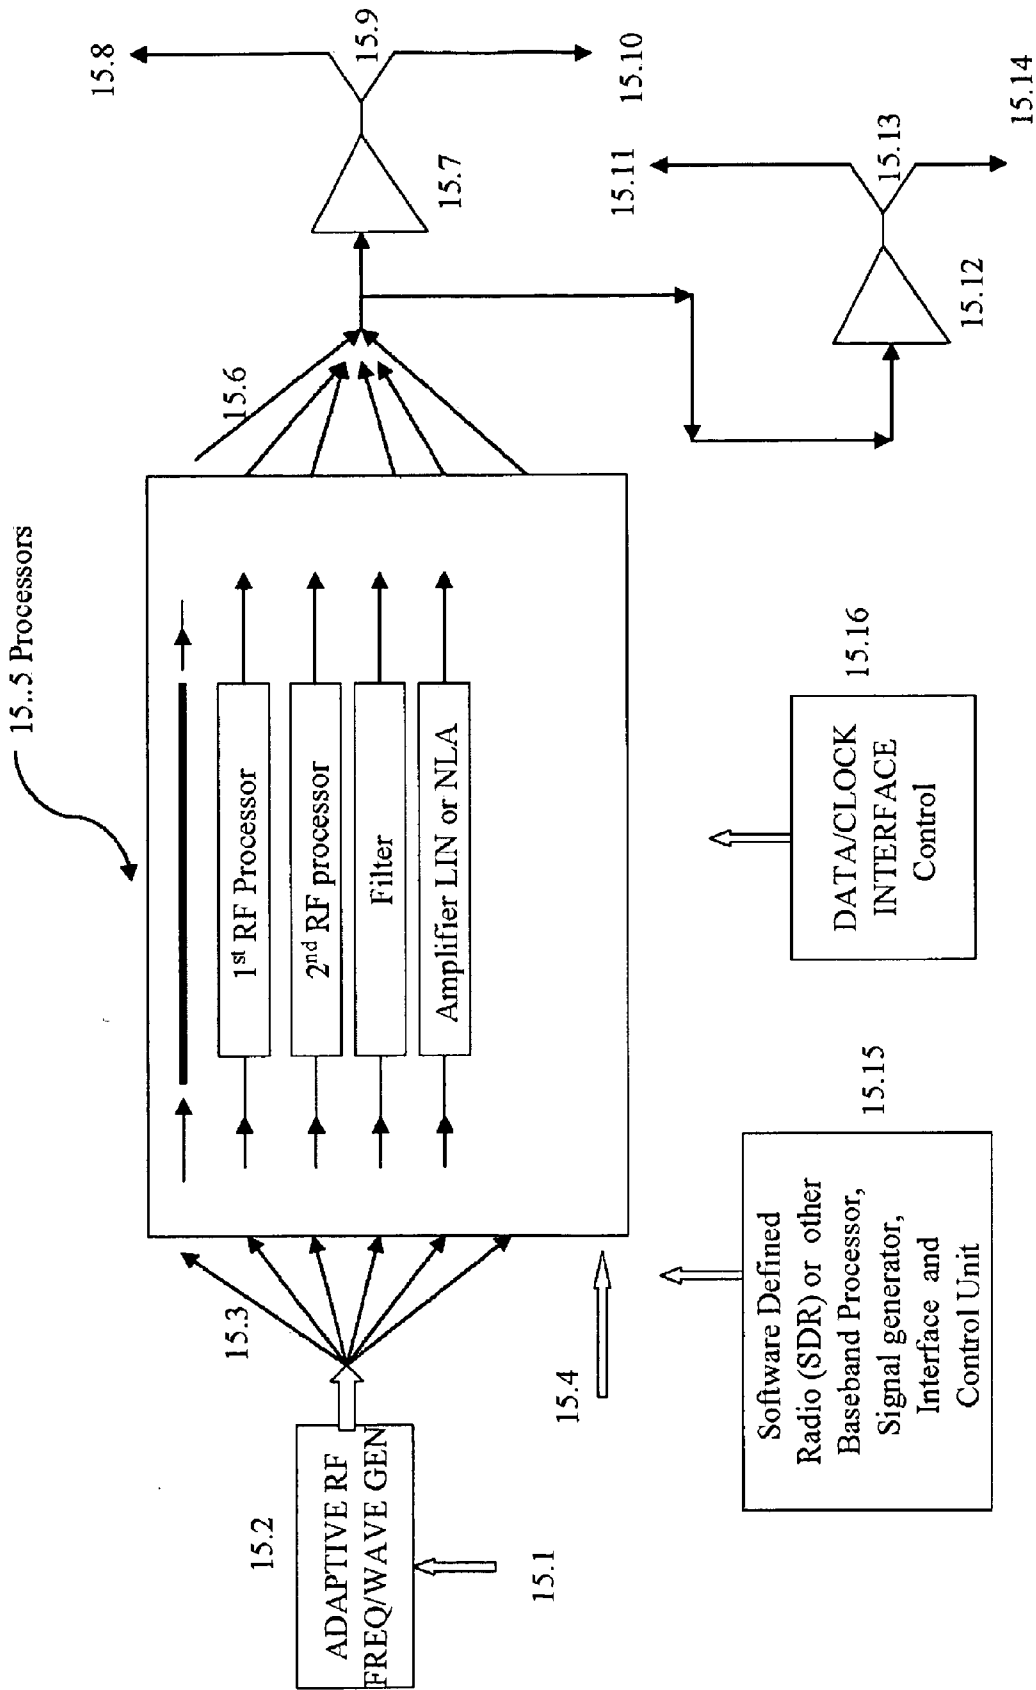 15..5 Processors
15.1
15.2
ADAPTIVE RF
FREQ/WAVE GEN
15.3
15.4
1st RF Processor
2nd RF processor
Filter
Amplifier LIN or NLA
15.6
15.7
15.8
15.9
15.10
15.11
15.12
15.13
15.14
Software Defined
Radio (SDR) or other
Baseband Processor,
Signal generator,
Interface and
Control Unit
15.15
DATA/CLOCK
INTERFACE
Control
15.16